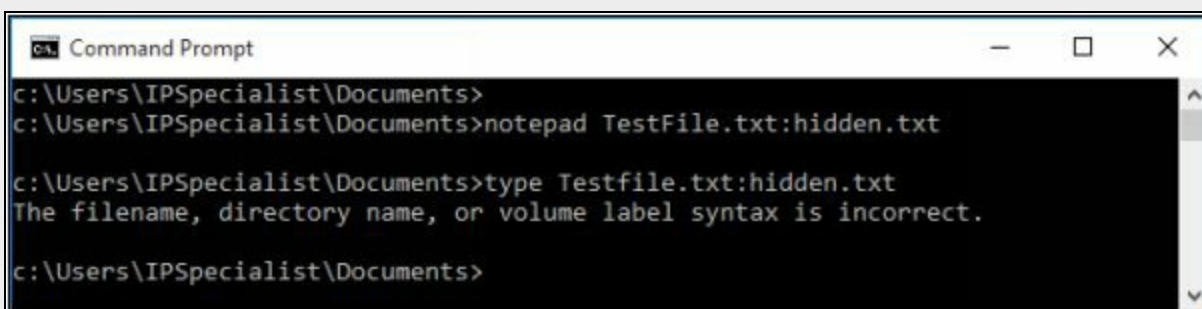 Command Prompt
c:\Users\IPSpecialist\Documents>
c:\Users\IPSpecialist\Documents>notepad TestFile.txt:hidden.txt
c:\Users\IPSpecialist\Documents>type Testfile.txt:hidden.txt
The filename, directory name, or volume label syntax is incorrect.
c:\Users\IPSpecialist\Documents>